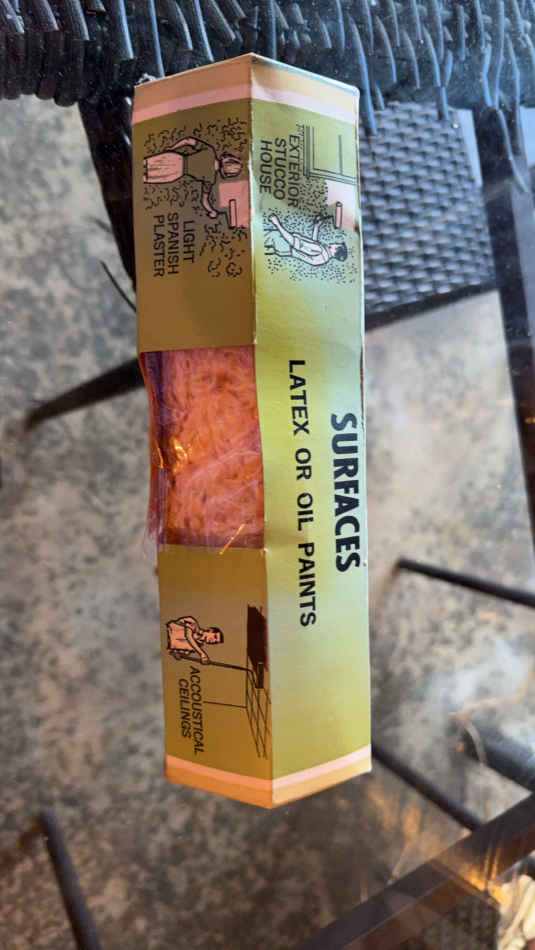 SURFACES
LATEX OR OIL PAINTS
EXTERIOR
STUCCO
HOUSE
LIGHT
SPANISH
PLASTER
ACCOUSTICAL
CEILINGS